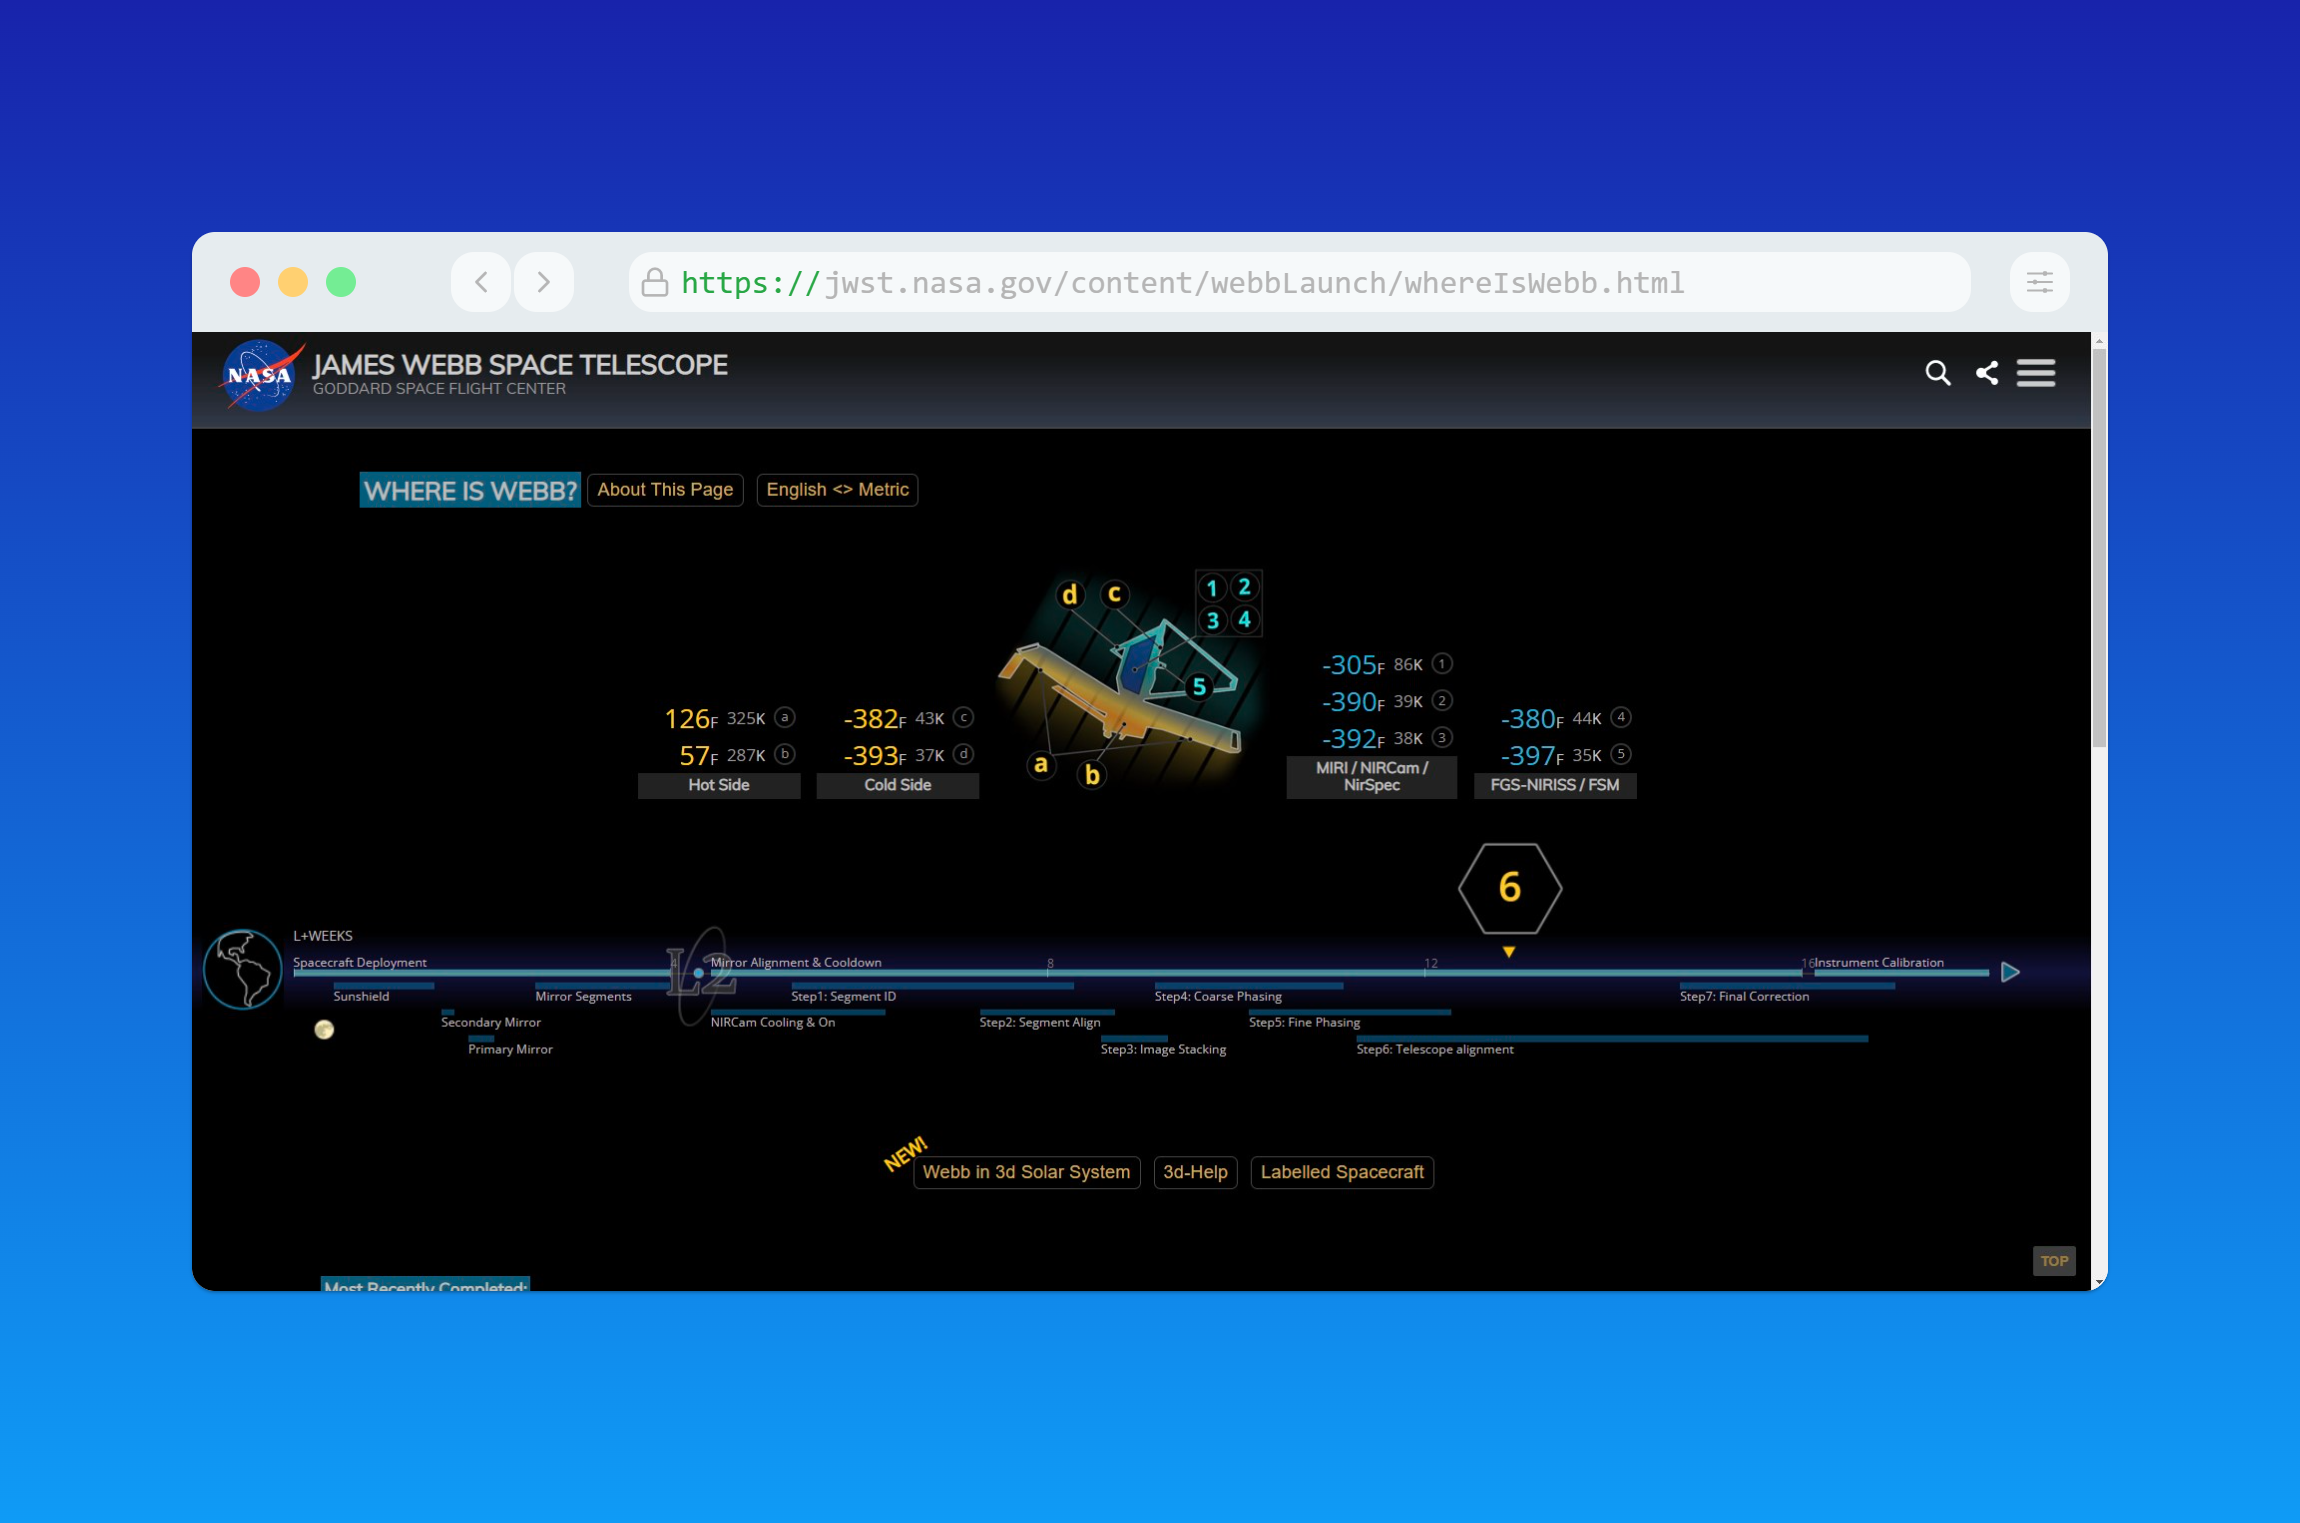 https://jwst.nasa.gov/content/webbLaunch/whereIsWebb.html
NASA
JAMES WEBB SPACE TELESCOPE
GODDARD SPACE FLIGHT CENTER
WHERE IS WEBB? About This Page English <> Metric
d c 1 2
3 4
5
a b
126F 325K a
57F 287K b
Hot Side
-382F 43K c
-393F 37K d
Cold Side
-305F 86K 1
-390F 39K 2
-392F 38K 3
MIRI / NIRCam /
NirSpec
-380F 44K 4
-397F 35K 5
FGS-NIRISS / FSM
6
L+WEEKS
Spacecraft Deployment 4 Mirror Alignment & Cooldown 8 12 16 Instrument Calibration
L2
Sunshield Mirror Segments Step1: Segment ID Step4: Coarse Phasing Step7: Final Correction
Secondary Mirror NIRCam Cooling & On Step2: Segment Align Step5: Fine Phasing
Primary Mirror Step3: Image Stacking Step6: Telescope alignment
NEW!
Webb in 3d Solar System 3d-Help Labelled Spacecraft
TOP
Most Recently Completed: